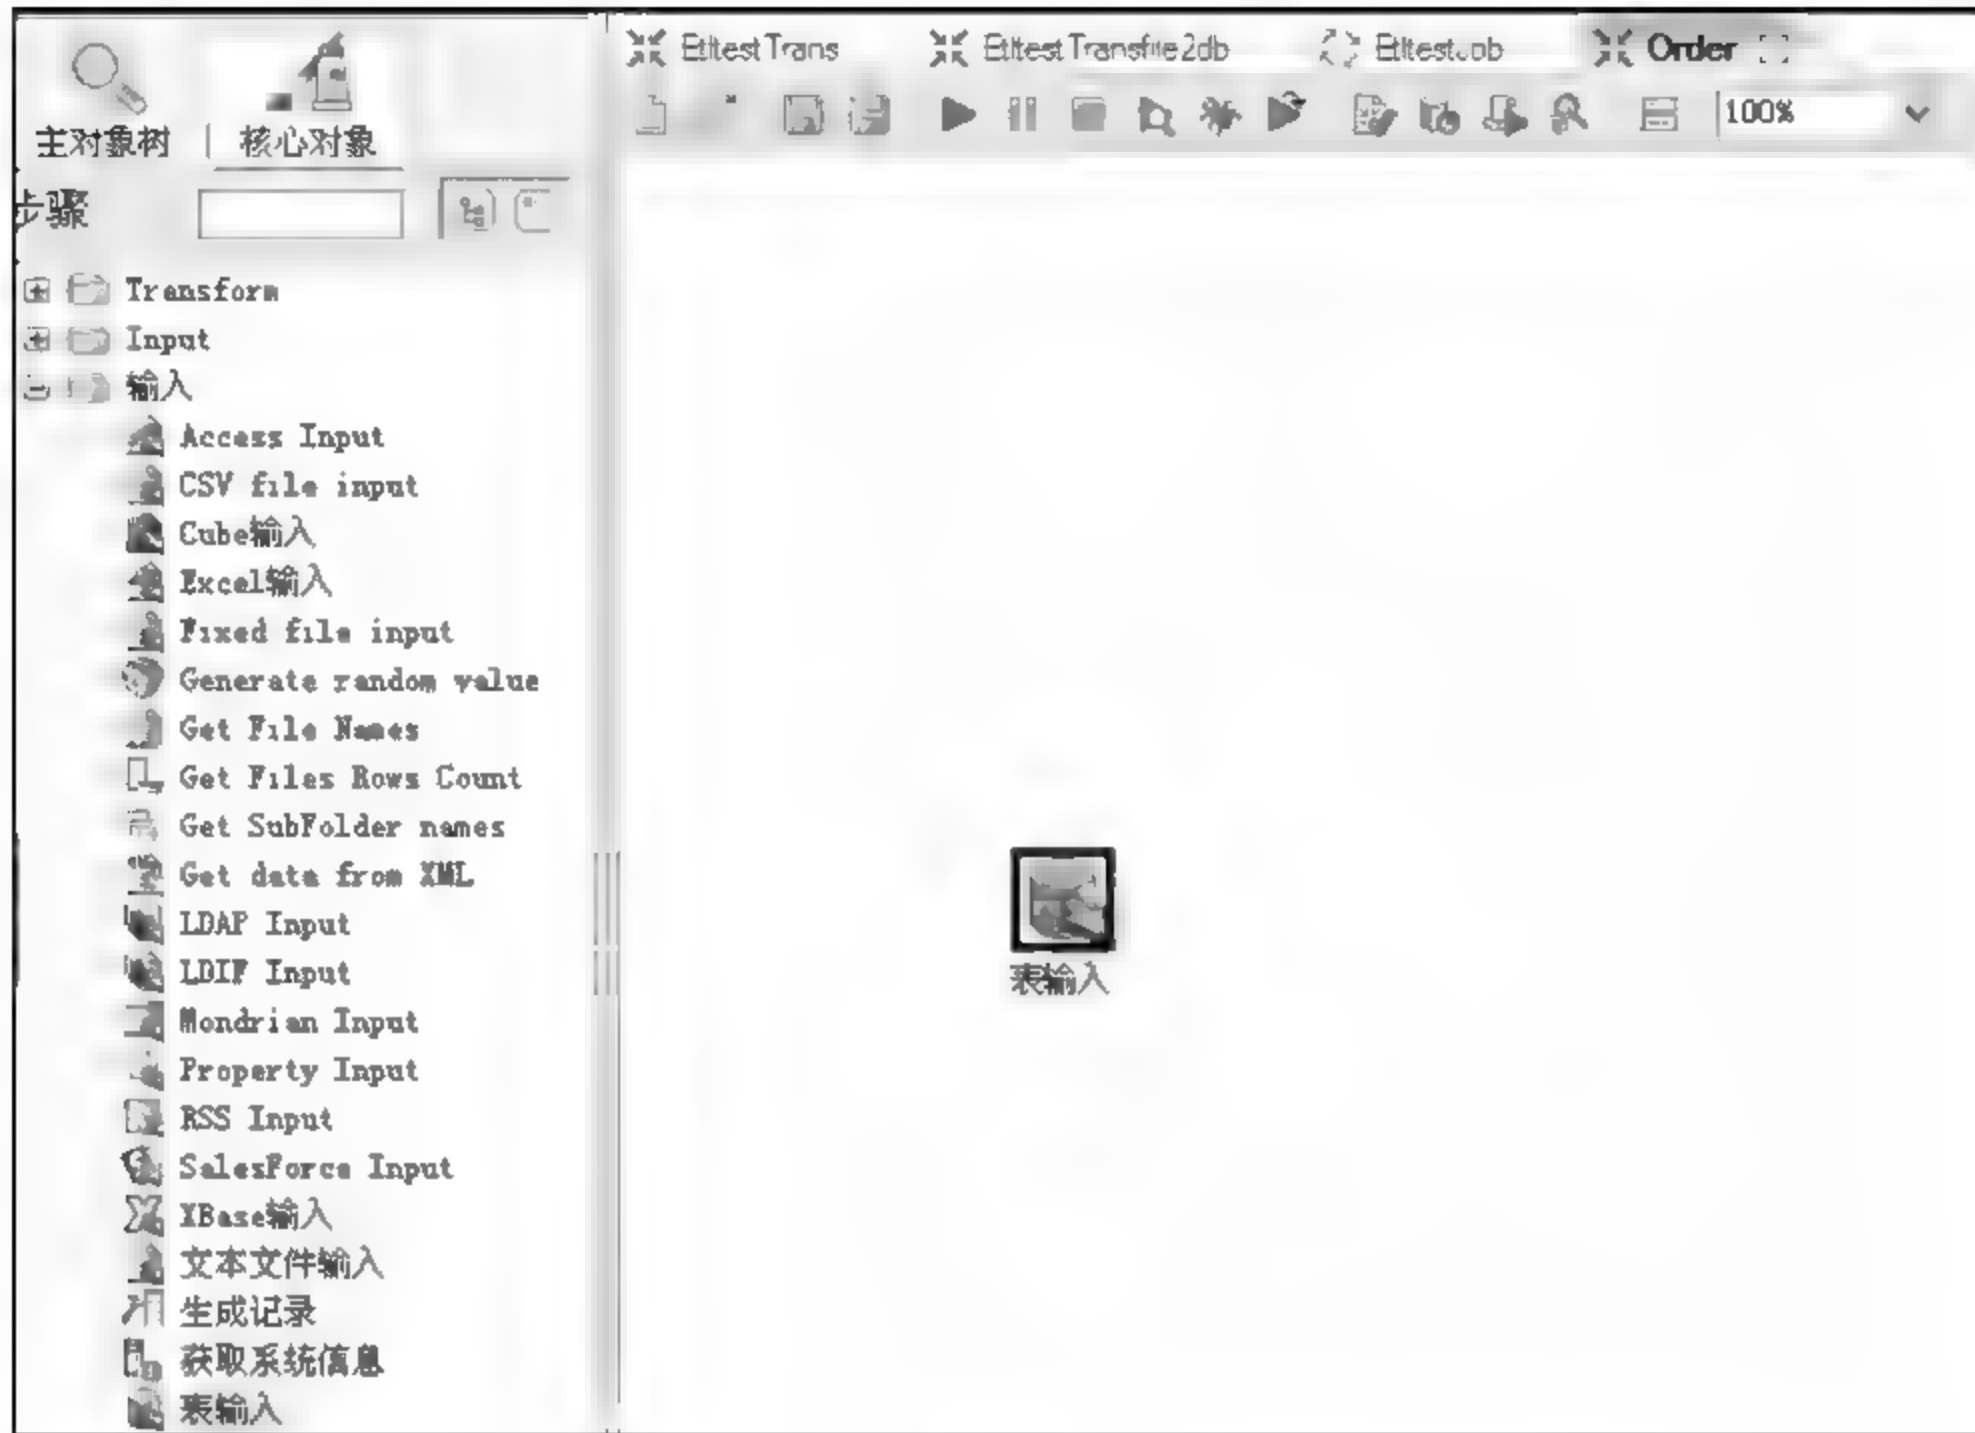 EtltestTrans EtltestTransfile2db EtltestJob Order
100%
主对象树 核心对象
步骤
Transform
Input
输入
Access Input
CSV file input
Cube输入
Excel输入
Fixed file input
Generate random value
Get File Names
Get Files Rows Count
Get SubFolder names
Get data from XML
LDAP Input
LDIF Input
Mondrian Input
Property Input
RSS Input
SalesForce Input
XBase输入
文本文件输入
生成记录
获取系统信息
表输入
表输入